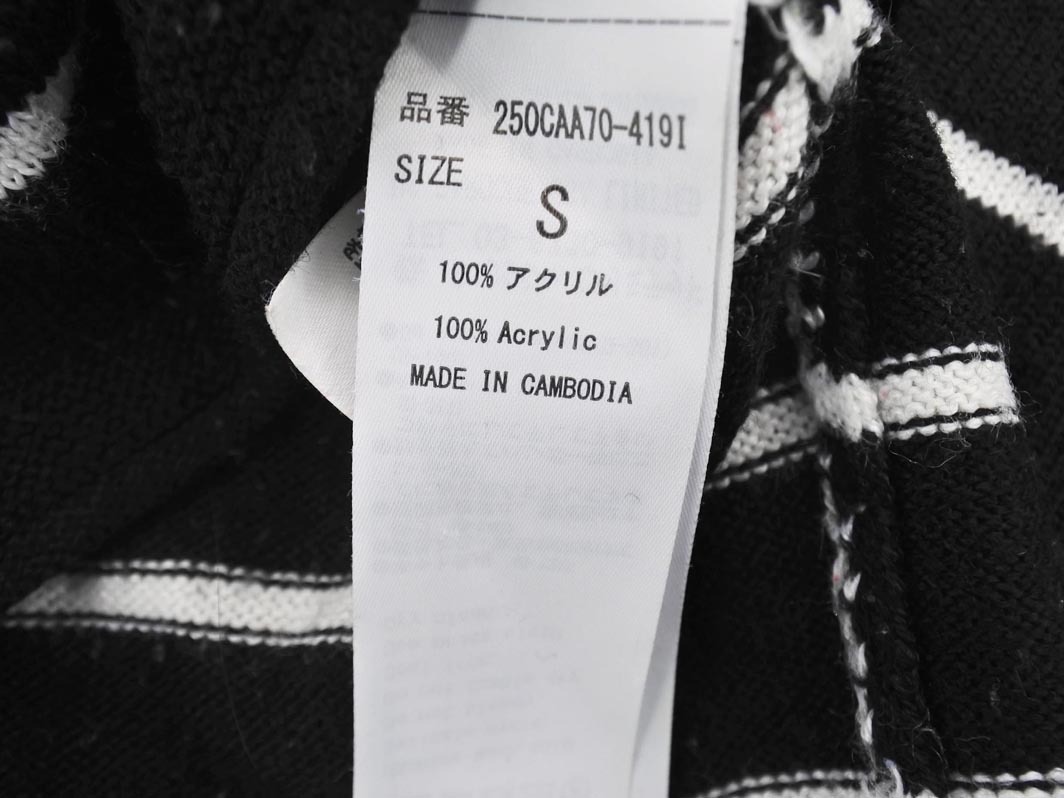 品番 250CAA70-419I
SIZE
S
100% アクリル
100% Acrylic
MADE IN CAMBODIA